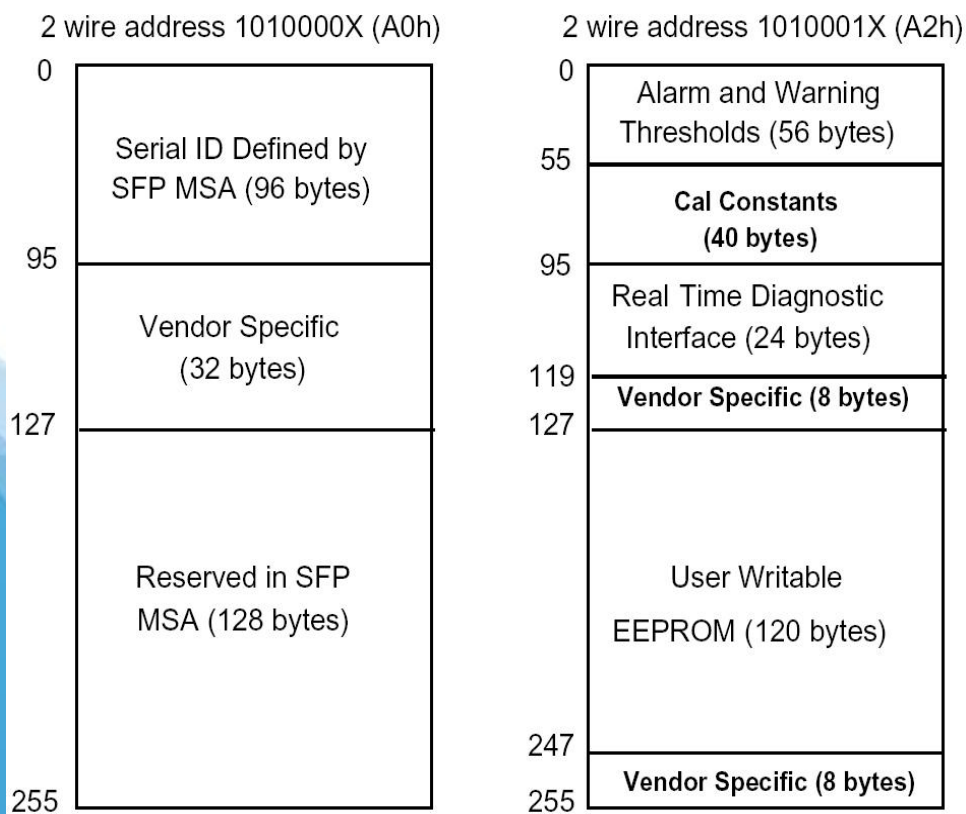 2 wire address 1010000X (A0h)
0
Serial ID Defined by
SFP MSA (96 bytes)
95
Vendor Specific
(32 bytes)
127
Reserved in SFP
MSA (128 bytes)
255
2 wire address 1010001X (A2h)
0
Alarm and Warning
Thresholds (56 bytes)
55
Cal Constants
(40 bytes)
95
Real Time Diagnostic
Interface (24 bytes)
119
Vendor Specific (8 bytes)
127
User Writable
EEPROM (120 bytes)
247
Vendor Specific (8 bytes)
255